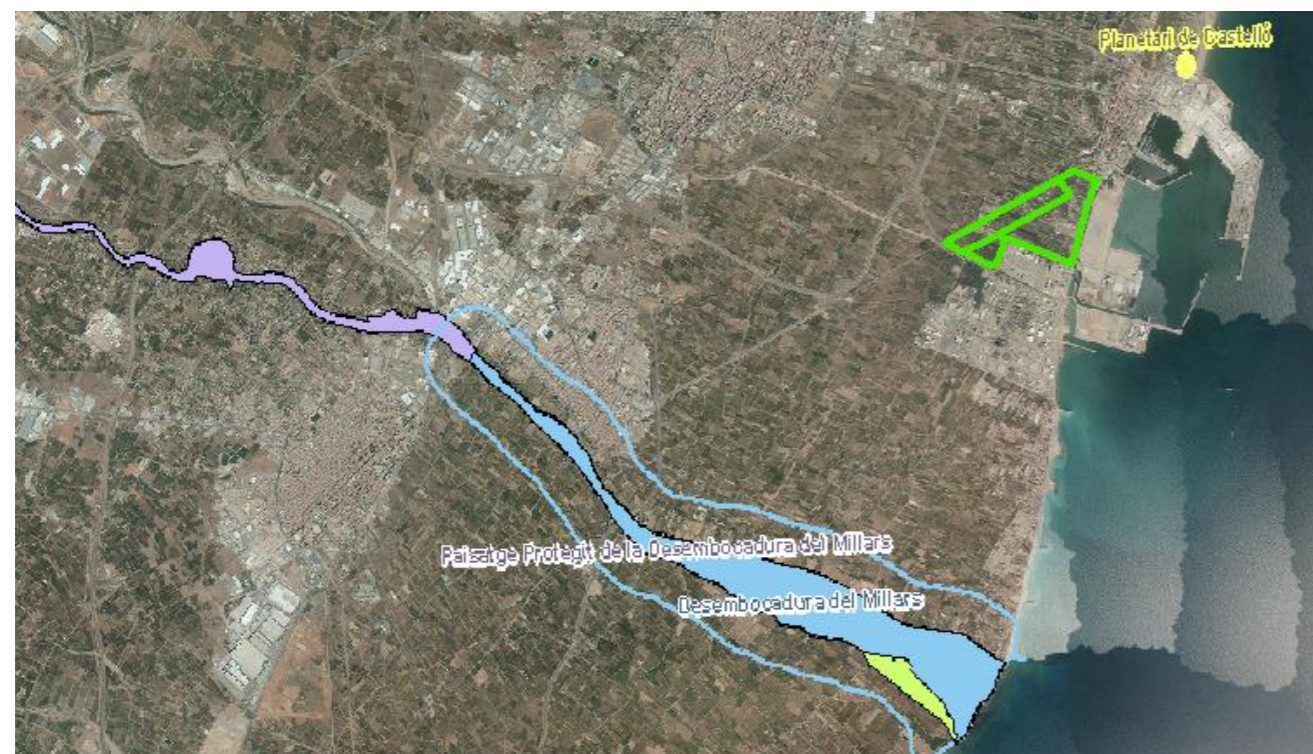 Planetari de Castelló
Paisatge Protegit de la Desembocadura del Millars
Desembocadura del Millars